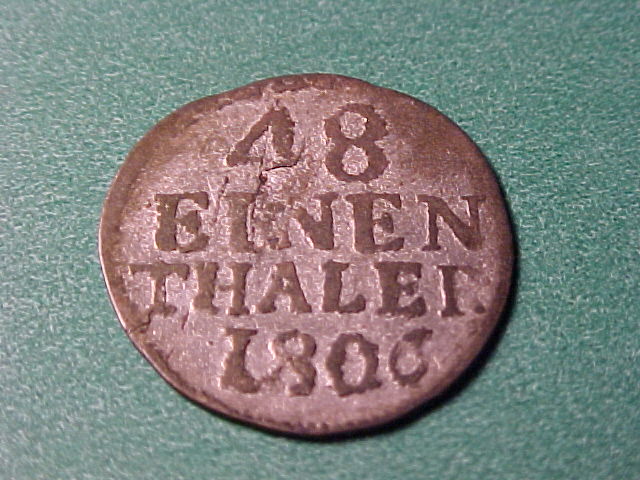 48
EINEN
THALER
1806